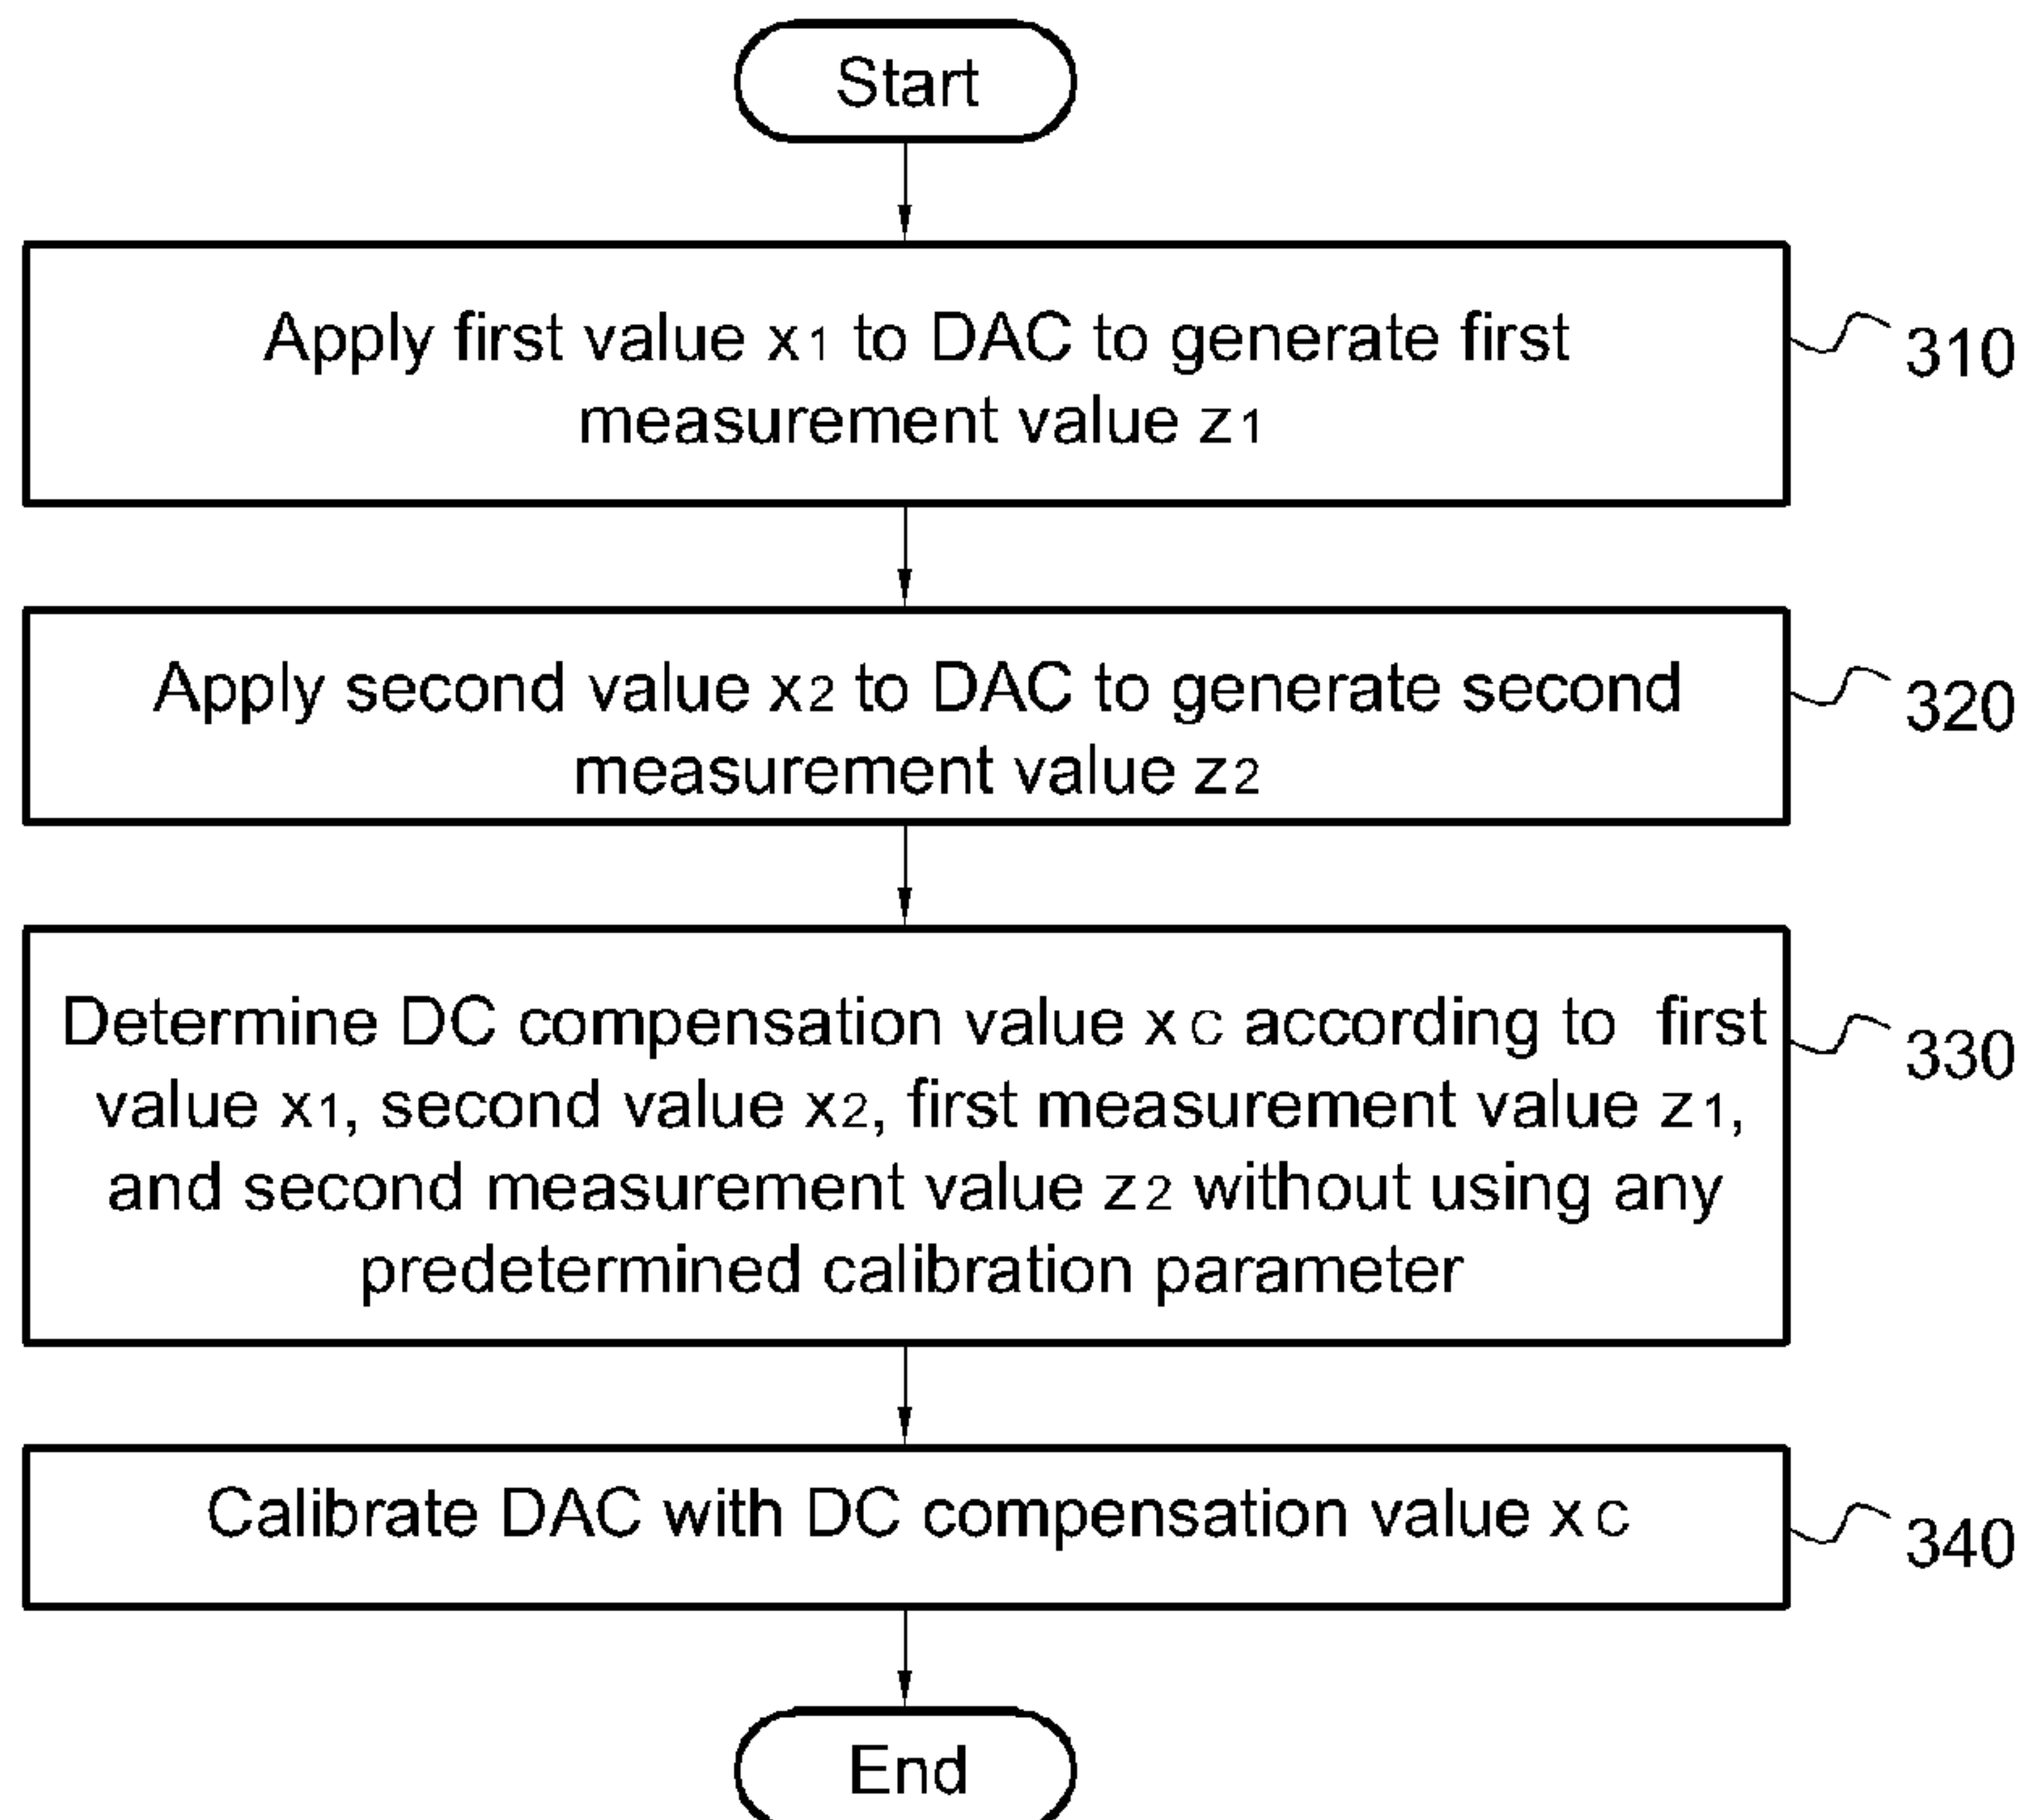 Start
Apply first value x1 to DAC to generate first
measurement value z1
310
Apply second value x2 to DAC to generate second
measurement value z2
320
Determine DC compensation value xC according to first
value x1, second value x2, first measurement value z1,
and second measurement value z2 without using any
predetermined calibration parameter
330
Calibrate DAC with DC compensation value xC
340
End